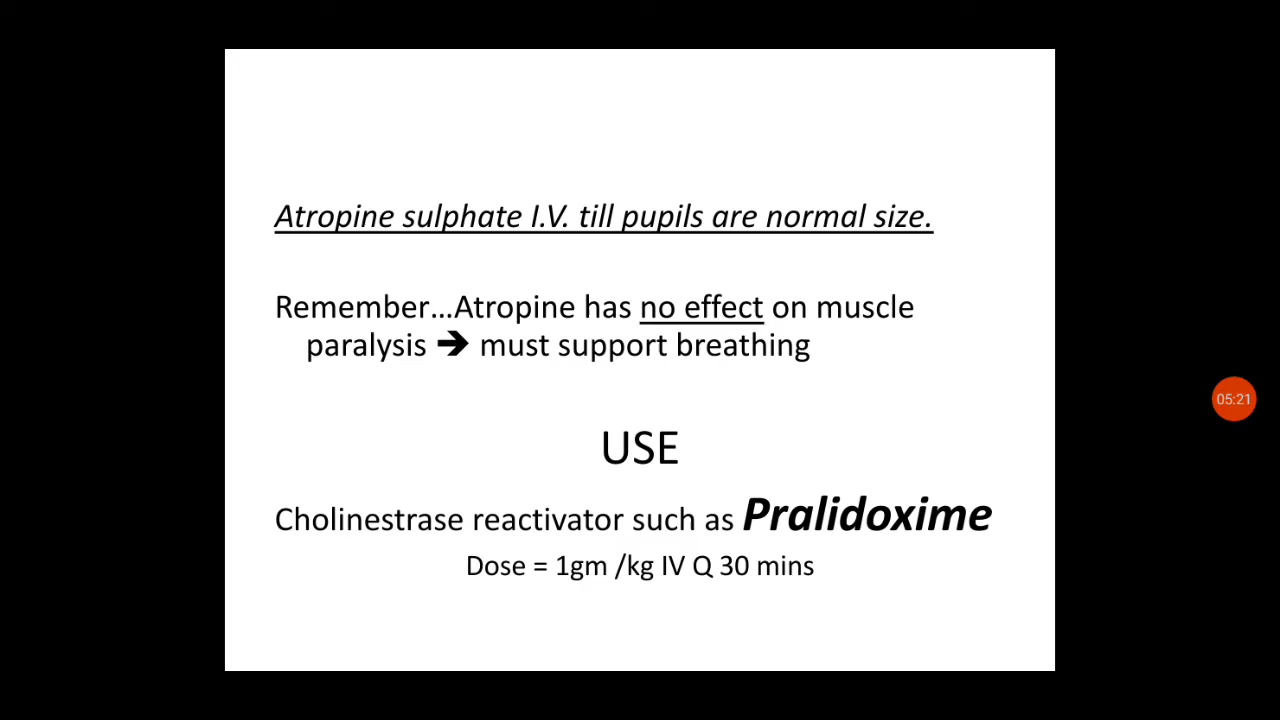 Atropine sulphate I.V. till pupils are normal size.
Remember...Atropine has no effect on muscle
paralysis ➔ must support breathing
USE
Cholinestrase reactivator such as Pralidoxime
Dose = 1gm /kg IV Q 30 mins
05:21